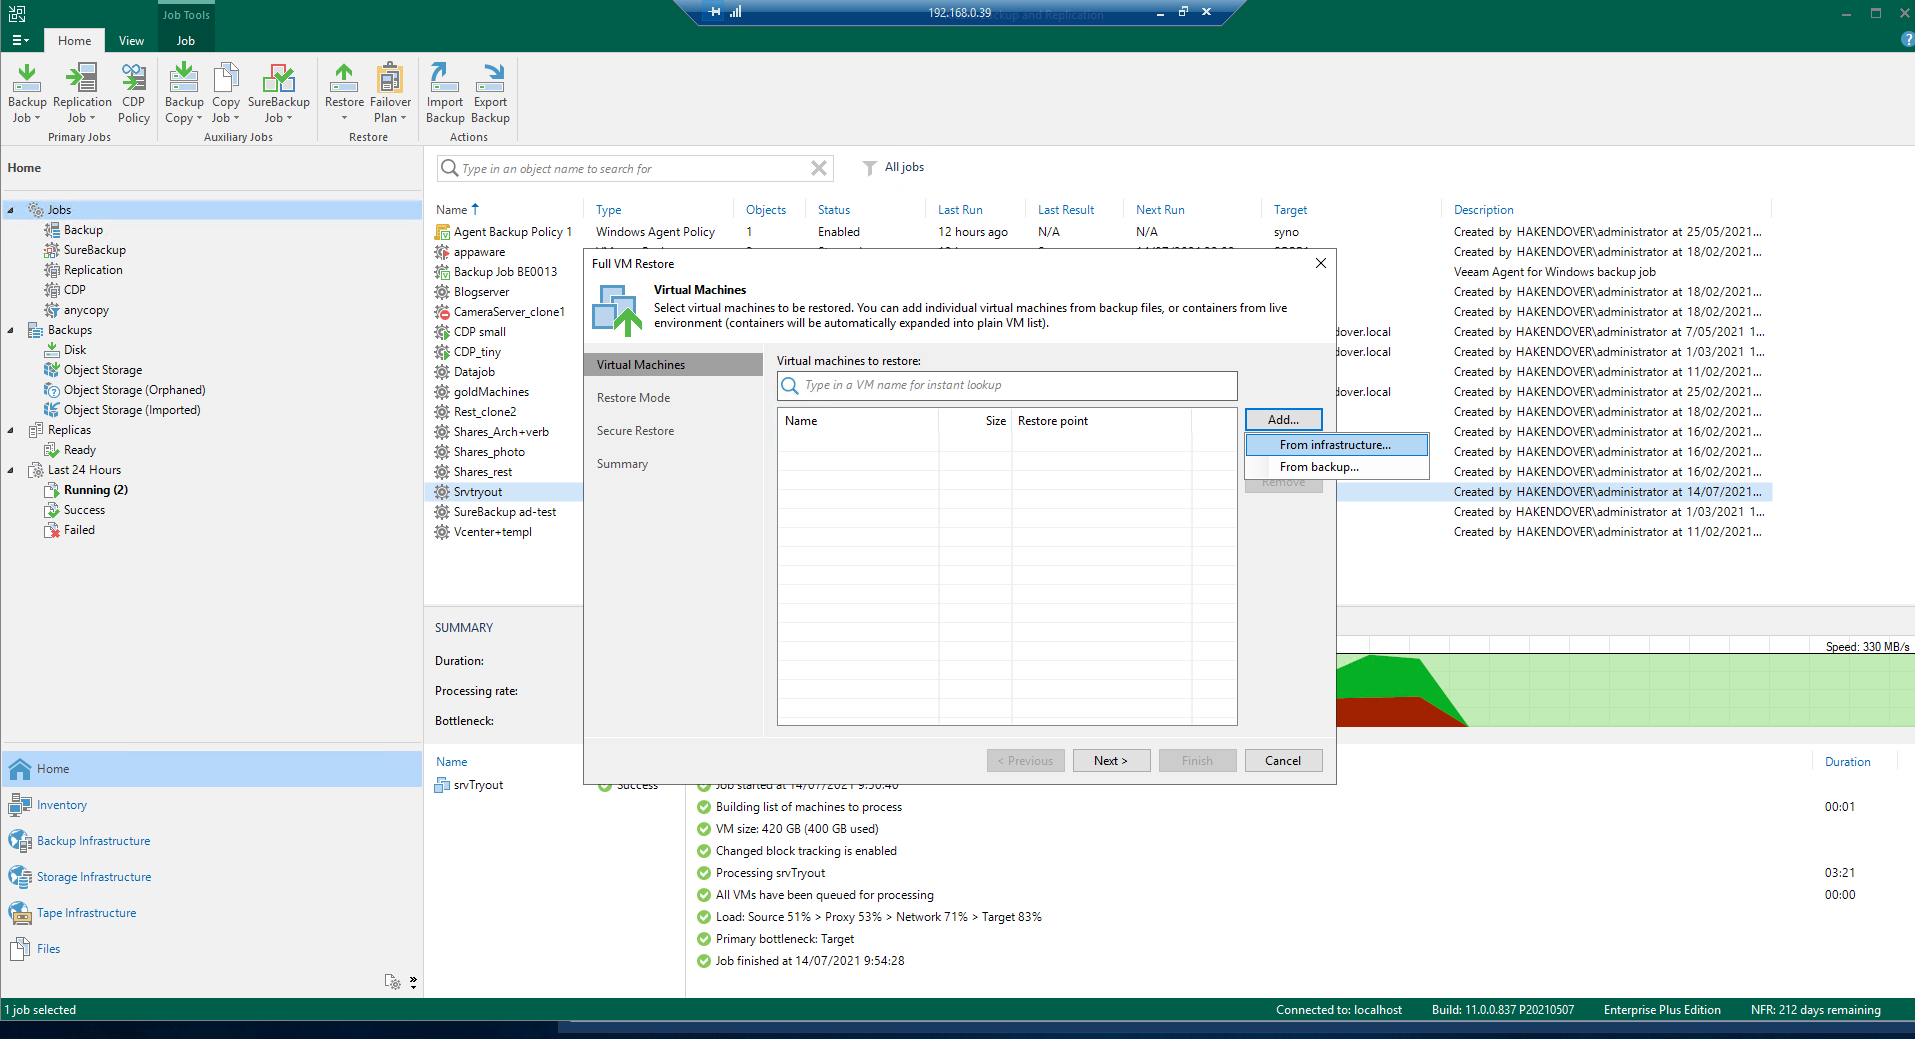 Job Tools
192.168.0.39
ckup and Replication
Home
View
Job
Backup
Job
Replication
Job
CDP
Policy
Backup
Copy
Copy
Job
SureBackup
Job
Restore
Failover
Plan
Import
Backup
Export
Backup
Primary Jobs
Auxiliary Jobs
Restore
Actions
Home
Type in an object name to search for
All jobs
Jobs
Backup
SureBackup
Replication
CDP
anycopy
Backups
Disk
Object Storage
Object Storage (Orphaned)
Object Storage (Imported)
Replicas
Ready
Last 24 Hours
Running (2)
Success
Failed
Name Type Objects Status Last Run Last Result Next Run Target Description
Agent Backup Policy 1 Windows Agent Policy 1 Enabled 12 hours ago N/A N/A syno Created by HAKENDOVER\administrator at 25/05/2021...
appaware Created by HAKENDOVER\administrator at 18/02/2021...
Backup Job BE0013 Veeam Agent for Windows backup job
Blogserver Created by HAKENDOVER\administrator at 18/02/2021...
CameraServer_clone1 Created by HAKENDOVER\administrator at 18/02/2021...
CDP small dover.local Created by HAKENDOVER\administrator at 7/05/2021 1...
CDP_tiny dover.local Created by HAKENDOVER\administrator at 1/03/2021 1...
Datajob Created by HAKENDOVER\administrator at 11/02/2021...
goldMachines dover.local Created by HAKENDOVER\administrator at 25/02/2021...
Rest_clone2 Created by HAKENDOVER\administrator at 18/02/2021...
Shares_Arch+verb Created by HAKENDOVER\administrator at 16/02/2021...
Shares_photo Created by HAKENDOVER\administrator at 16/02/2021...
Shares_rest Created by HAKENDOVER\administrator at 16/02/2021...
Srvtryout Created by HAKENDOVER\administrator at 14/07/2021...
SureBackup ad-test Created by HAKENDOVER\administrator at 1/03/2021 1...
Vcenter+templ Created by HAKENDOVER\administrator at 11/02/2021...
Full VM Restore
Virtual Machines
Select virtual machines to be restored. You can add individual virtual machines from backup files, or containers from live
environment (containers will be automatically expanded into plain VM list).
Virtual Machines
Restore Mode
Secure Restore
Summary
Virtual machines to restore:
Type in a VM name for instant lookup
Name Size Restore point
Add...
From infrastructure...
From backup...
Remove
< Previous
Next >
Finish
Cancel
SUMMARY
Duration:
Processing rate:
Bottleneck:
Speed: 330 MB/s
Name
Duration
srvTryout Success
Job started at 14/07/2021 9:50:40
Building list of machines to process 00:01
VM size: 420 GB (400 GB used)
Changed block tracking is enabled
Processing srvTryout 03:21
All VMs have been queued for processing 00:00
Load: Source 51% > Proxy 53% > Network 71% > Target 83%
Primary bottleneck: Target
Job finished at 14/07/2021 9:54:28
Home
Inventory
Backup Infrastructure
Storage Infrastructure
Tape Infrastructure
Files
1 job selected
Connected to: localhost
Build: 11.0.0.837 P20210507
Enterprise Plus Edition
NFR: 212 days remaining